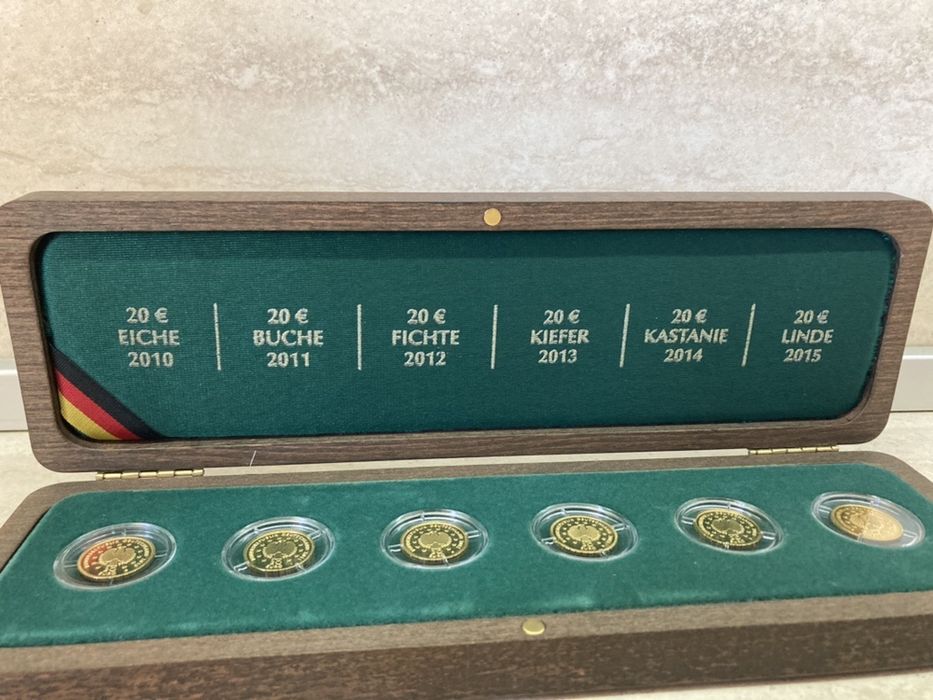 20 €
EICHE
2010
20 €
BUCHE
2011
20 €
FICHTE
2012
20 €
KIEFER
2013
20 €
KASTANIE
2014
20 €
LINDE
2015